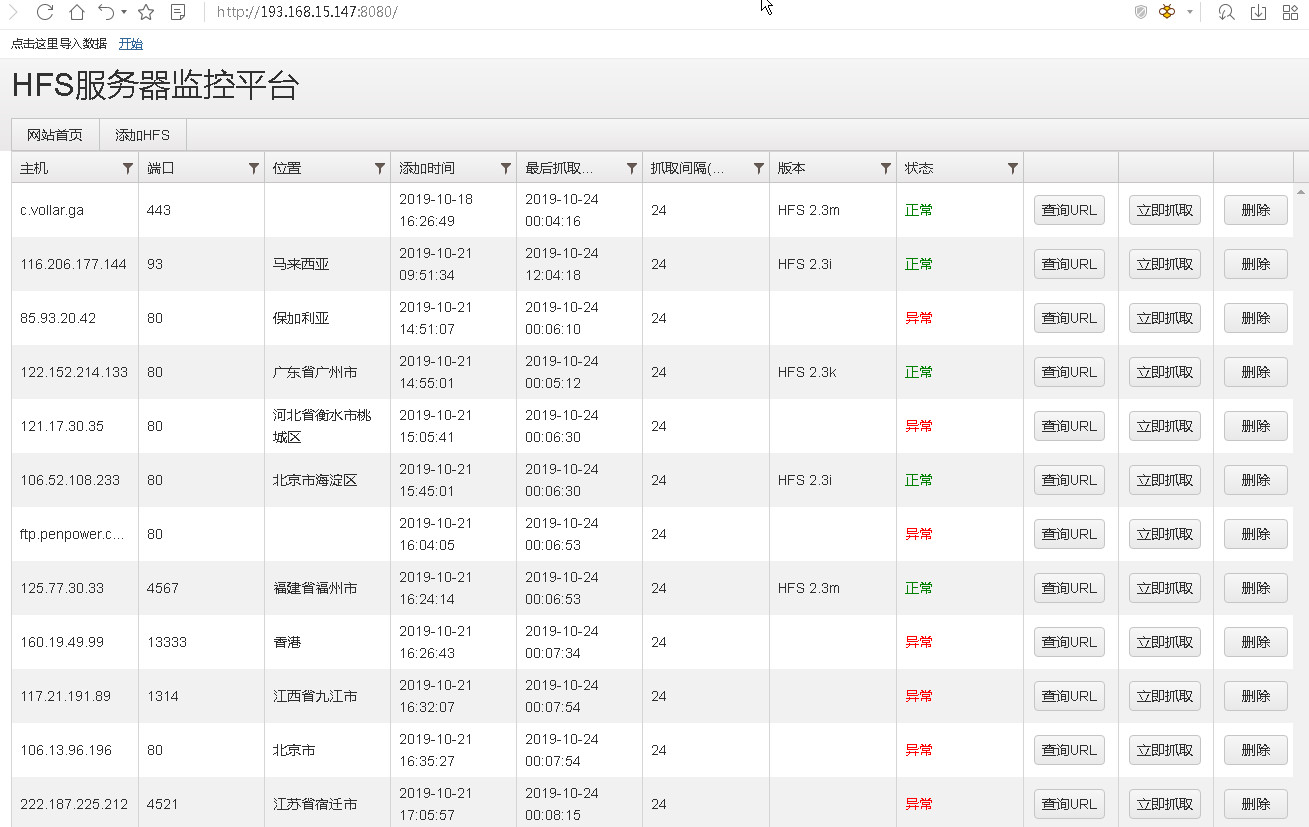 http://193.168.15.147:8080/
点击这里导入数据 开始
HFS服务器监控平台
网站首页 添加HFS
主机 端口 位置 添加时间 最后抓取... 抓取间隔(... 版本 状态
c.vollar.ga 443 2019-10-18 16:26:49 2019-10-24 00:04:16 24 HFS 2.3m 正常 查询URL 立即抓取 删除
116.206.177.144 93 马来西亚 2019-10-21 09:51:34 2019-10-24 12:04:18 24 HFS 2.3i 正常 查询URL 立即抓取 删除
85.93.20.42 80 保加利亚 2019-10-21 14:51:07 2019-10-24 00:06:10 24 异常 查询URL 立即抓取 删除
122.152.214.133 80 广东省广州市 2019-10-21 14:55:01 2019-10-24 00:05:12 24 HFS 2.3k 正常 查询URL 立即抓取 删除
121.17.30.35 80 河北省衡水市桃城区 2019-10-21 15:05:41 2019-10-24 00:06:30 24 异常 查询URL 立即抓取 删除
106.52.108.233 80 北京市海淀区 2019-10-21 15:45:01 2019-10-24 00:06:30 24 HFS 2.3i 正常 查询URL 立即抓取 删除
ftp.penpower.c... 80 2019-10-21 16:04:05 2019-10-24 00:06:53 24 异常 查询URL 立即抓取 删除
125.77.30.33 4567 福建省福州市 2019-10-21 16:24:14 2019-10-24 00:06:53 24 HFS 2.3m 正常 查询URL 立即抓取 删除
160.19.49.99 13333 香港 2019-10-21 16:26:43 2019-10-24 00:07:34 24 异常 查询URL 立即抓取 删除
117.21.191.89 1314 江西省九江市 2019-10-21 16:32:07 2019-10-24 00:07:54 24 异常 查询URL 立即抓取 删除
106.13.96.196 80 北京市 2019-10-21 16:35:27 2019-10-24 00:07:54 24 异常 查询URL 立即抓取 删除
222.187.225.212 4521 江苏省宿迁市 2019-10-21 17:05:57 2019-10-24 00:08:15 24 异常 查询URL 立即抓取 删除